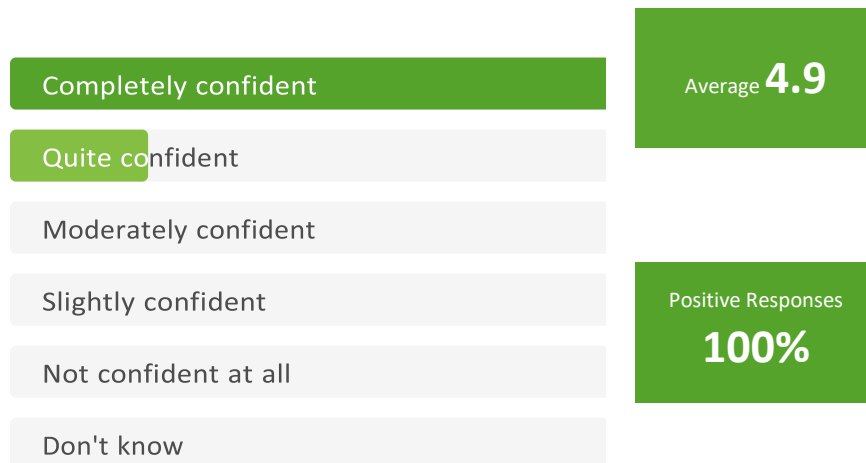 Completely confident
Average 4.9
Quite confident
Moderately confident
Slightly confident
Positive Responses
100%
Not confident at all
Don't know